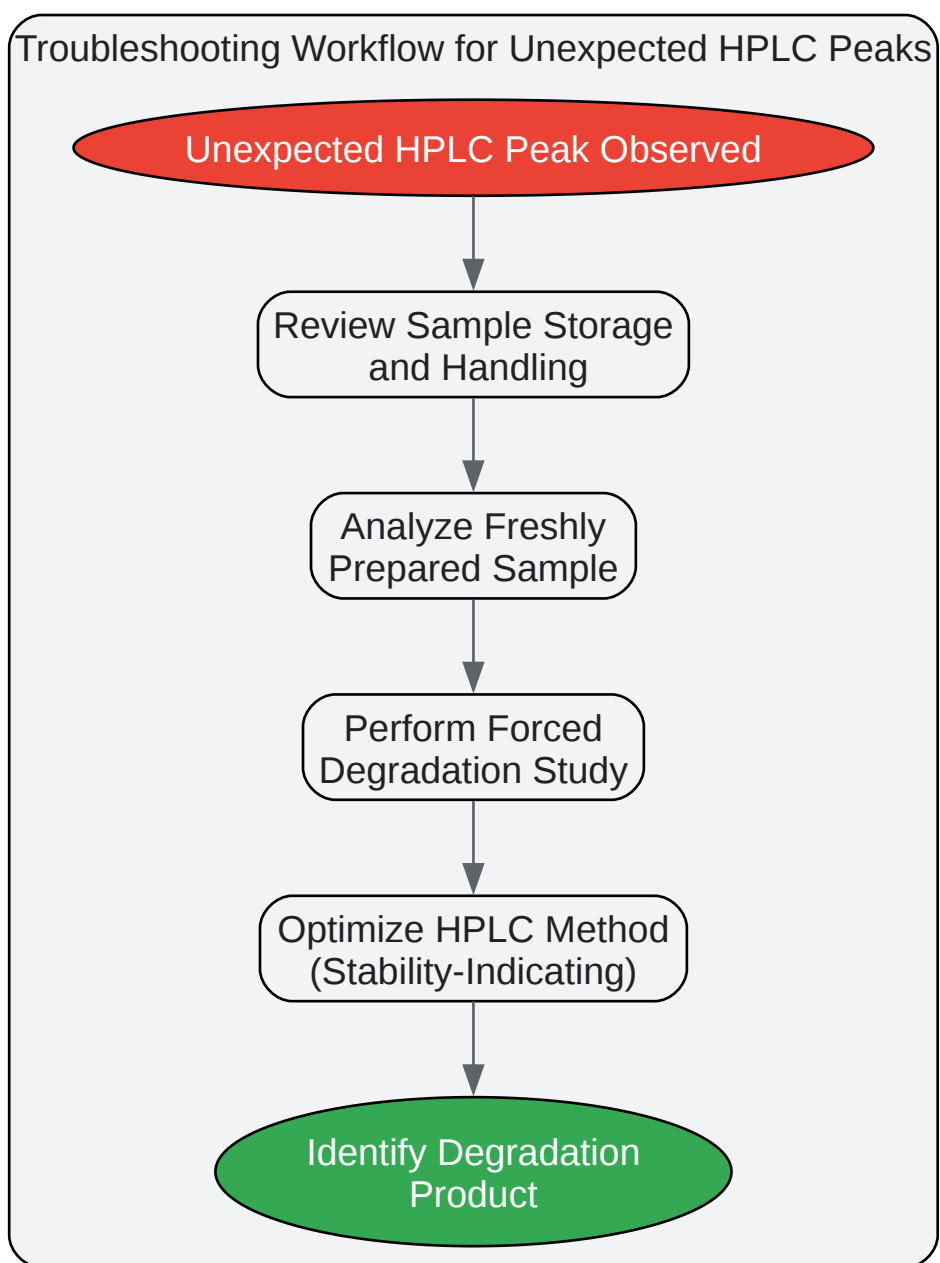 Troubleshooting Workflow for Unexpected HPLC Peaks
Unexpected HPLC Peak Observed
Review Sample Storage
and Handling
Analyze Freshly
Prepared Sample
Perform Forced
Degradation Study
Optimize HPLC Method
(Stability-Indicating)
Identify Degradation
Product